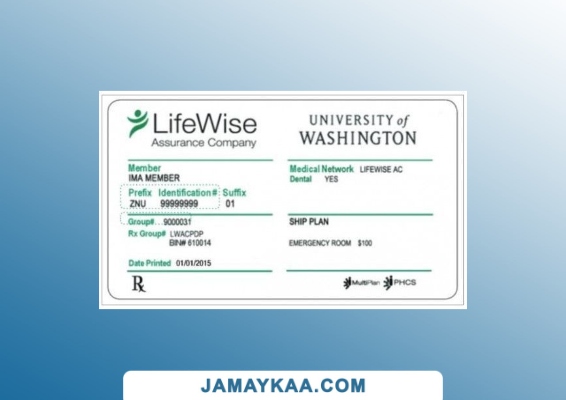 LifeWise
Assurance Company
UNIVERSITY of
WASHINGTON
Member
IMA MEMBER
Prefix Identification# Suffix
ZNU 99999999 01
Group# 9000031
Rx Group# LWACPDP
BIN# 610014
Date Printed 01/01/2015
Rx
Medical Network LIFEWISE AC
Dental YES
SHIP PLAN
EMERGENCY ROOM $100
MultiPlan PHCS
JAMAYKAA.COM